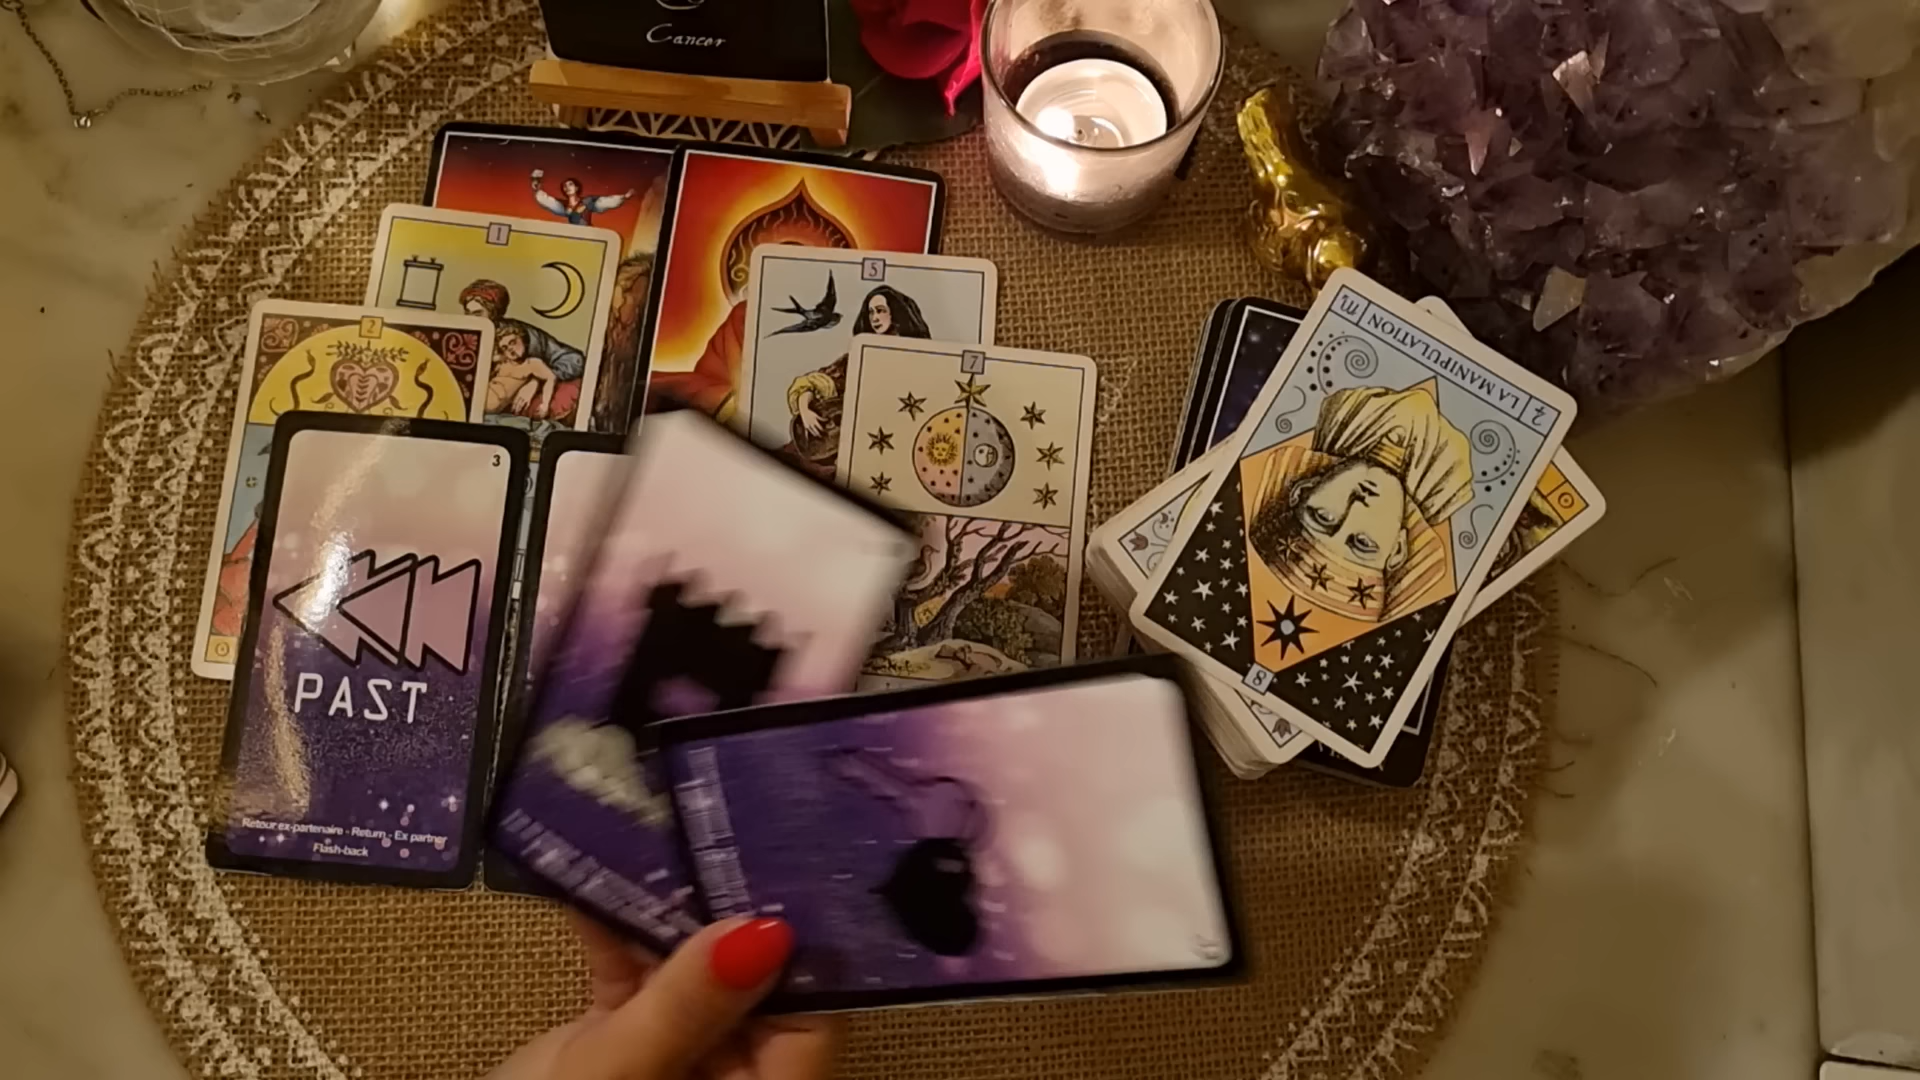 Cancer
1
5
2
7
LA MANIPULATION
8
3
PAST
Retour ex-partenaire - Return - Ex partner
Flash-back